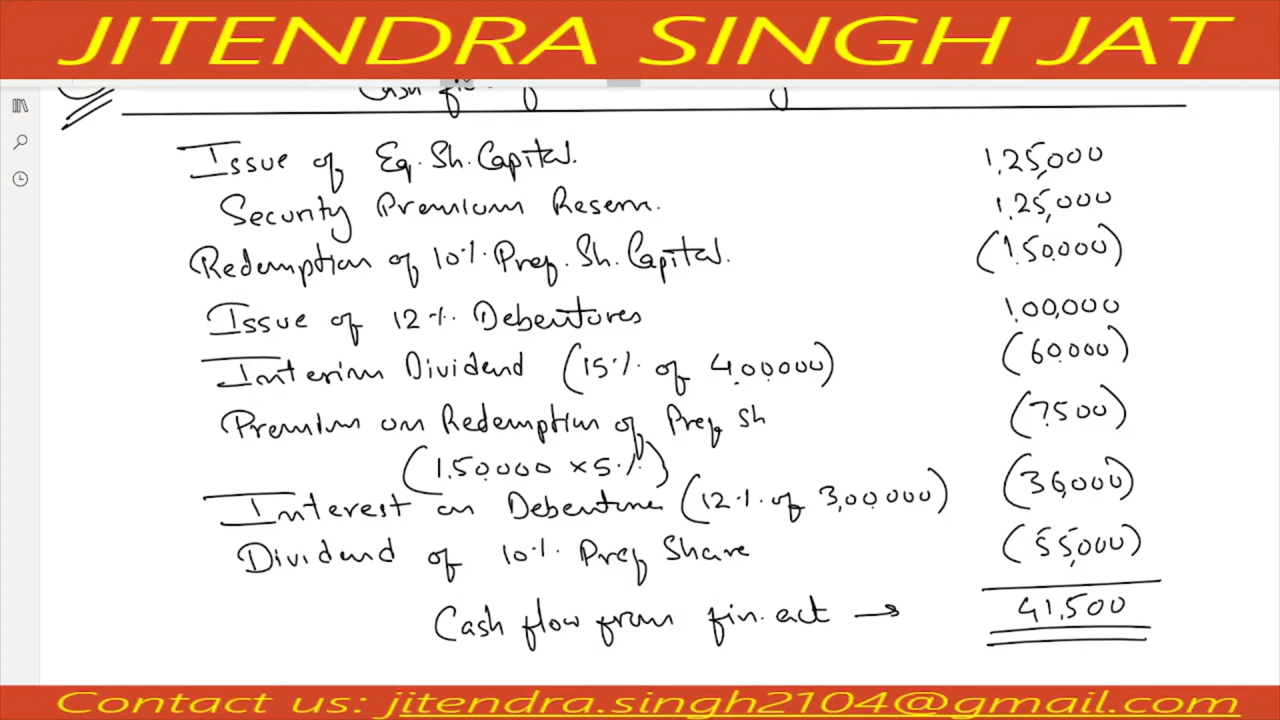 JITENDRA SINGH JAT
Issue of Eq. Sh. Capital. 1,25,000
Security Premium Reserv. 1,25,000
Redemption of 10%. Pref. Sh. Capital. (1,50,000)
Issue of 12%. Debentures 1,00,000
Interim Dividend (15%. of 4,00,000) (60,000)
Premium on Redemption of Pref Sh (7,500)
(1,50,000 x 5%)
Interest on Debenture (12%. of 3,00,000) (36,000)
Dividend of 10%. Pref Share (55,000)
Cash flow from fin. act → 41,500
Contact us: jitendra.singh2104@gmail.com